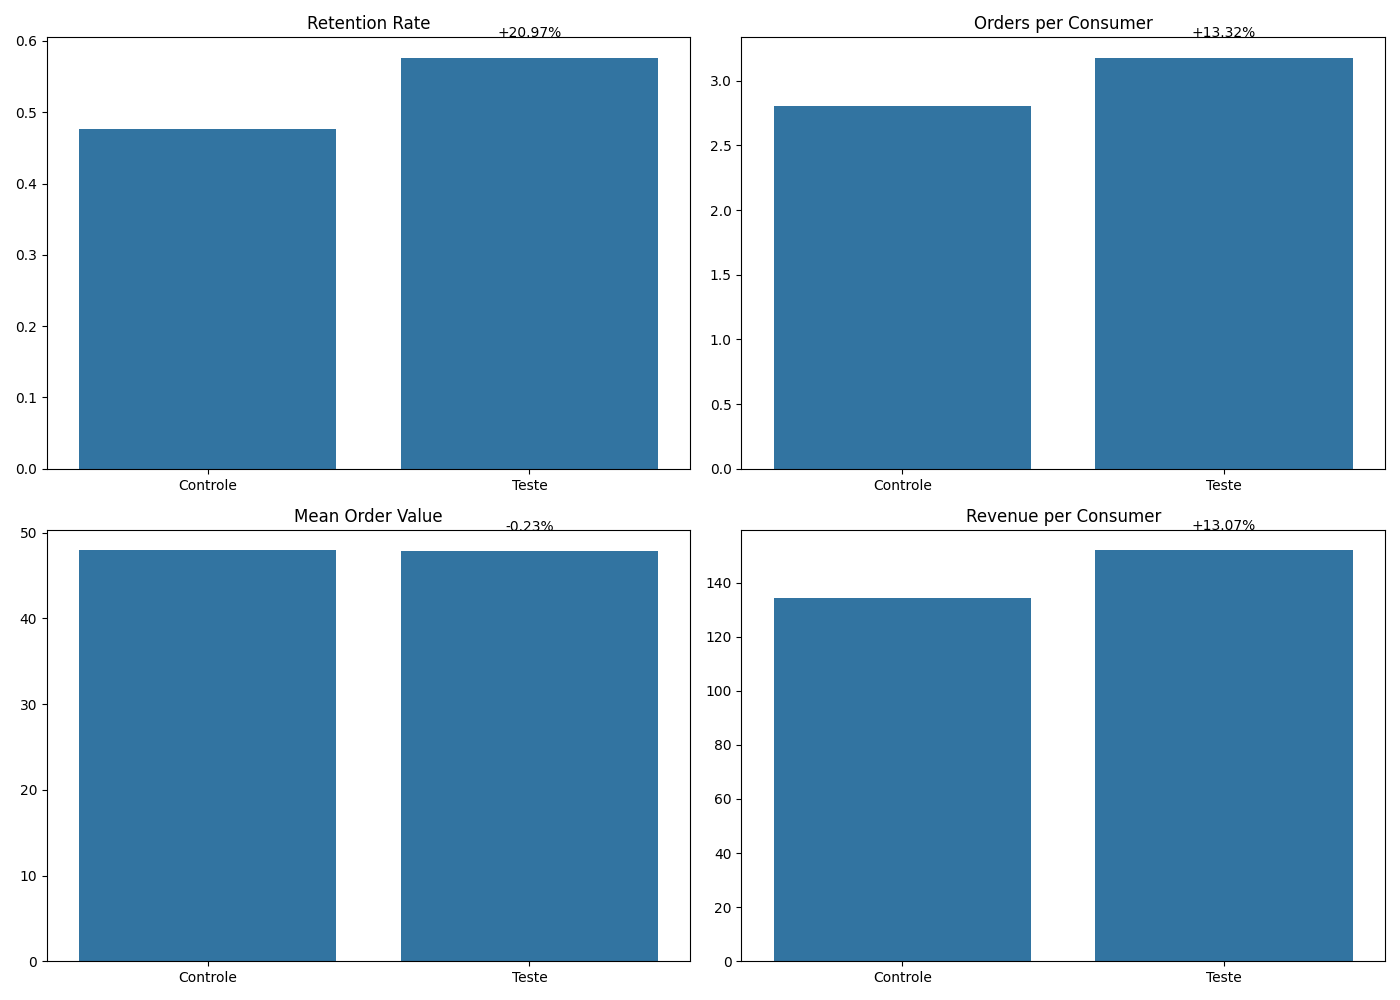 Retention Rate
+20.97%
0.6
0.5
0.4
0.3
0.2
0.1
0.0
Controle
Teste
Orders per Consumer
+13.32%
3.0
2.5
2.0
1.5
1.0
0.5
0.0
Controle
Teste
Mean Order Value
-0.23%
50
40
30
20
10
0
Controle
Teste
Revenue per Consumer
+13.07%
140
120
100
80
60
40
20
0
Controle
Teste